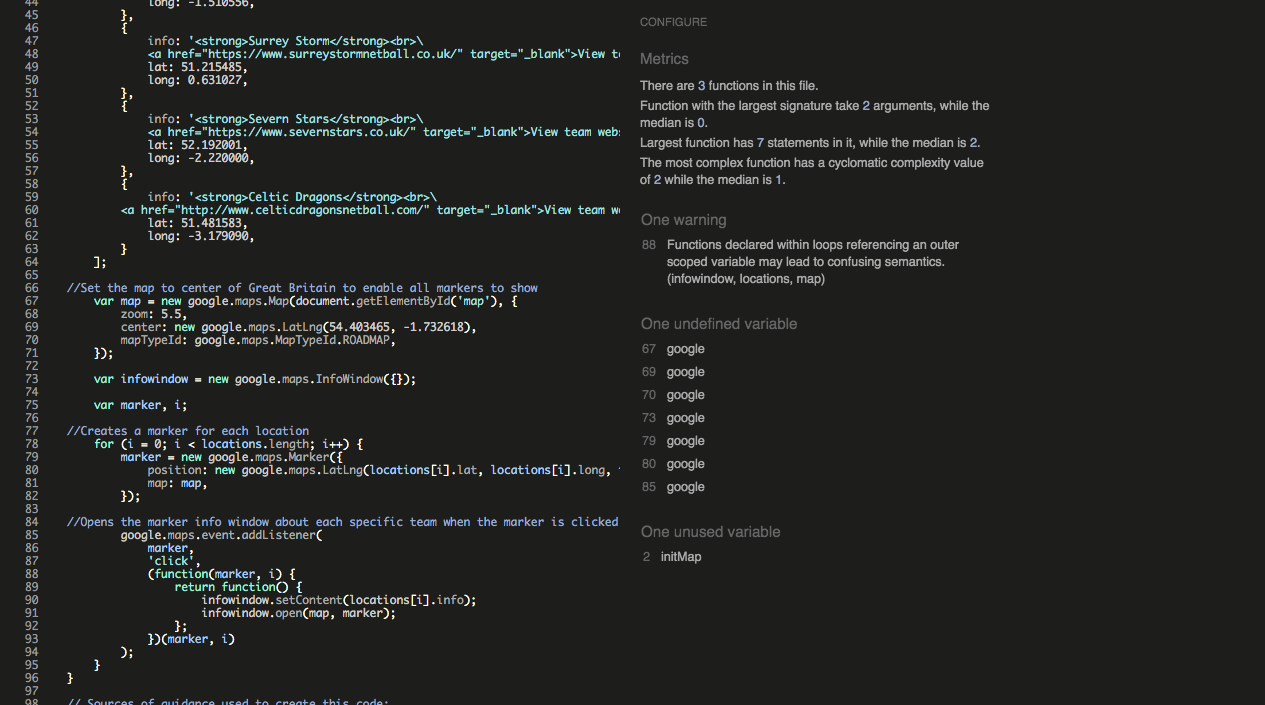 44 long: -1.510556,
45 },
46 {
47 info: '<strong>Surrey Storm</strong><br>\
48 <a href="https://www.surreystormnetball.co.uk/" target="_blank">View
49 lat: 51.215485,
50 long: 0.631027,
51 },
52 {
53 info: '<strong>Severn Stars</strong><br>\
54 <a href="https://www.severnstars.co.uk/" target="_blank">View team
55 lat: 52.192001,
56 long: -2.220000,
57 },
58 {
59 info: '<strong>Celtic Dragons</strong><br>\
60 <a href="http://www.celticdragonsnetball.com/" target="_blank">View team
61 lat: 51.481583,
62 long: -3.179090,
63 }
64 ];
65
66 //Set the map to center of Great Britain to enable all markers to show
67 var map = new google.maps.Map(document.getElementById('map'), {
68 zoom: 5.5,
69 center: new google.maps.LatLng(54.403465, -1.732618),
70 mapTypeId: google.maps.MapTypeId.ROADMAP,
71 });
72
73 var infowindow = new google.maps.InfoWindow({});
74
75 var marker, i;
76
77 //Creates a marker for each location
78 for (i = 0; i < locations.length; i++) {
79 marker = new google.maps.Marker({
80 position: new google.maps.LatLng(locations[i].lat, locations[i].long,
81 map: map,
82 });
83
84 //Opens the marker info window about each specific team when the marker is clicked
85 google.maps.event.addListener(
86 marker,
87 'click',
88 (function(marker, i) {
89 return function() {
90 infowindow.setContent(locations[i].info);
91 infowindow.open(map, marker);
92 };
93 })(marker, i)
94 );
95 }
96 }
97
98 // Sources of guidance used to create this code:
CONFIGURE
Metrics
There are 3 functions in this file.
Function with the largest signature take 2 arguments, while the
median is 0.
Largest function has 7 statements in it, while the median is 2.
The most complex function has a cyclomatic complexity value
of 2 while the median is 1.
One warning
88 Functions declared within loops referencing an outer
scoped variable may lead to confusing semantics.
(infowindow, locations, map)
One undefined variable
67 google
69 google
70 google
73 google
79 google
80 google
85 google
One unused variable
2 initMap